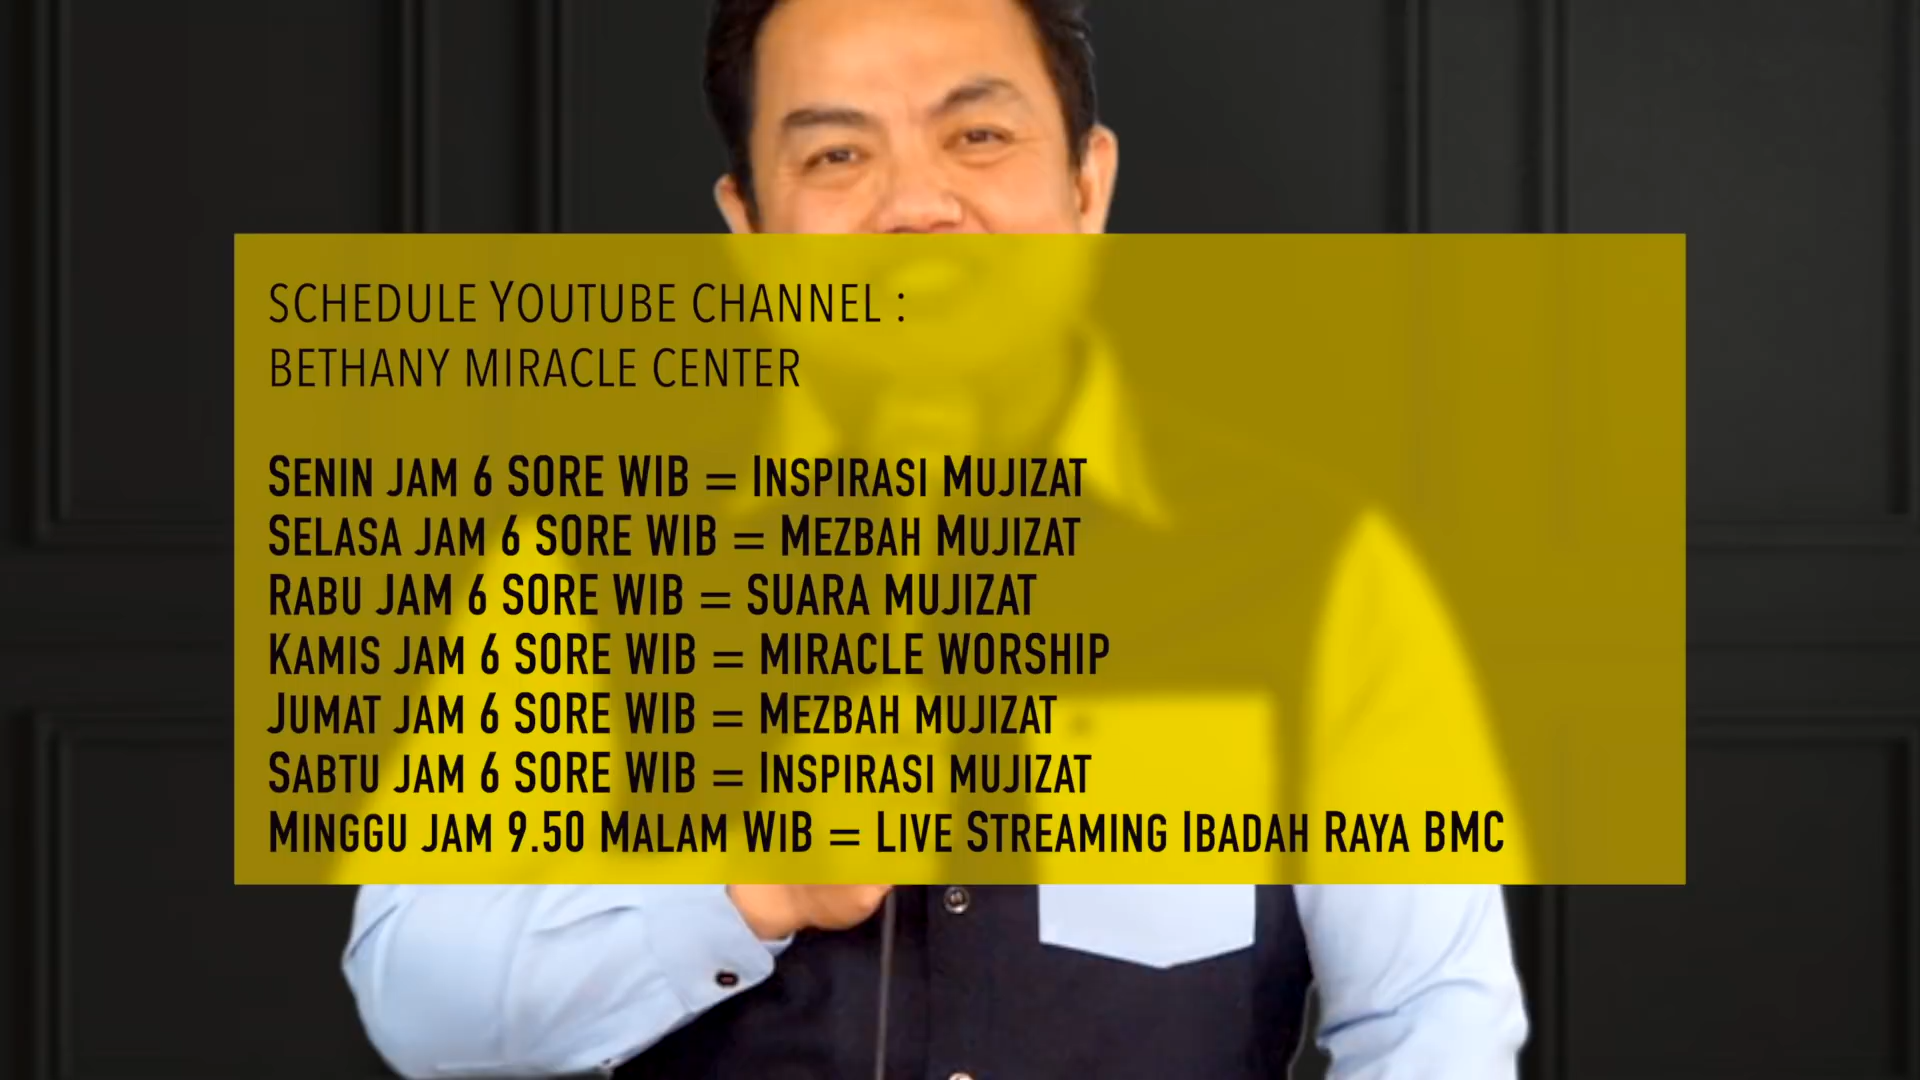 SCHEDULE YOUTUBE CHANNEL :
BETHANY MIRACLE CENTER
SENIN JAM 6 SORE WIB = INSPIRASI MUJIZAT
SELASA JAM 6 SORE WIB = MEZBAH MUJIZAT
RABU JAM 6 SORE WIB = SUARA MUJIZAT
KAMIS JAM 6 SORE WIB = MIRACLE WORSHIP
JUMAT JAM 6 SORE WIB = MEZBAH MUJIZAT
SABTU JAM 6 SORE WIB = INSPIRASI MUJIZAT
MINGGU JAM 9.50 MALAM WIB = LIVE STREAMING IBADAH RAYA BMC